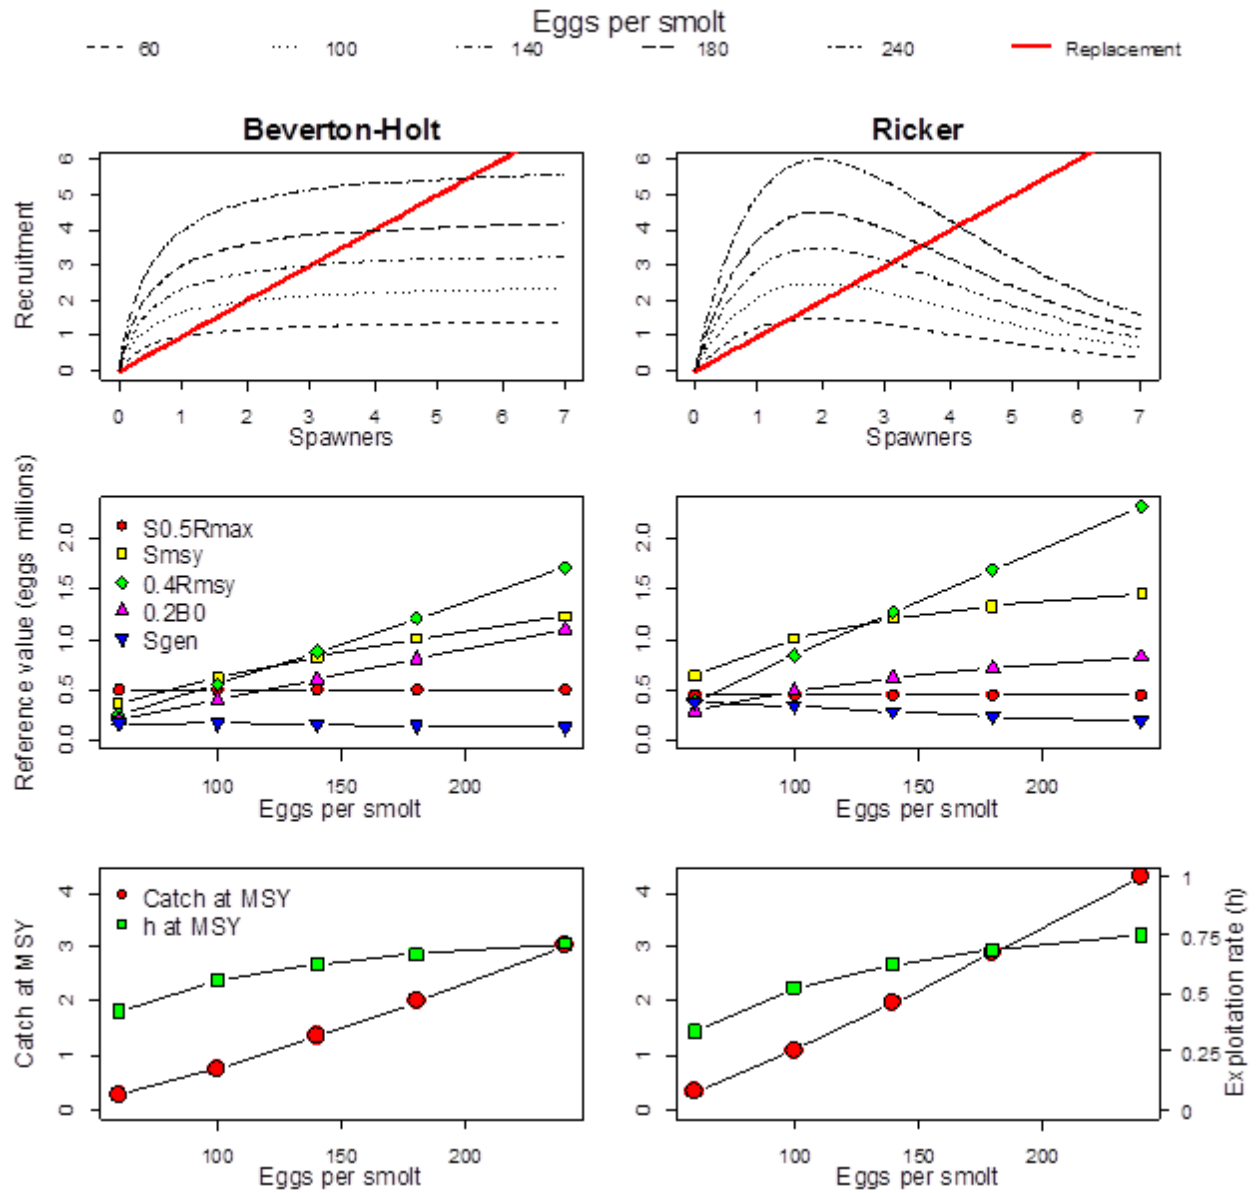 Eggs per smolt
60 100 140 180 240 Replacement
Beverton-Holt Ricker
Recruitment
6
5
4
3
2
1
0
0 1 2 3 4 5 6 7
Spawners
6
5
4
3
2
1
0
0 1 2 3 4 5 6 7
Spawners
Reference value (eggs millions)
2.0
1.5
1.0
0.5
0.0
S0.5Rmax
Smsy
0.4Rmsy
0.2B0
Sgen
100 150 200
Eggs per smolt
2.0
1.5
1.0
0.5
0.0
100 150 200
Eggs per smolt
Catch at MSY
4
3
2
1
0
Catch at MSY
h at MSY
100 150 200
Eggs per smolt
4
3
2
1
0
100 150 200
Eggs per smolt
1
0.75
0.5
0.25
0
Exploitation rate (h)